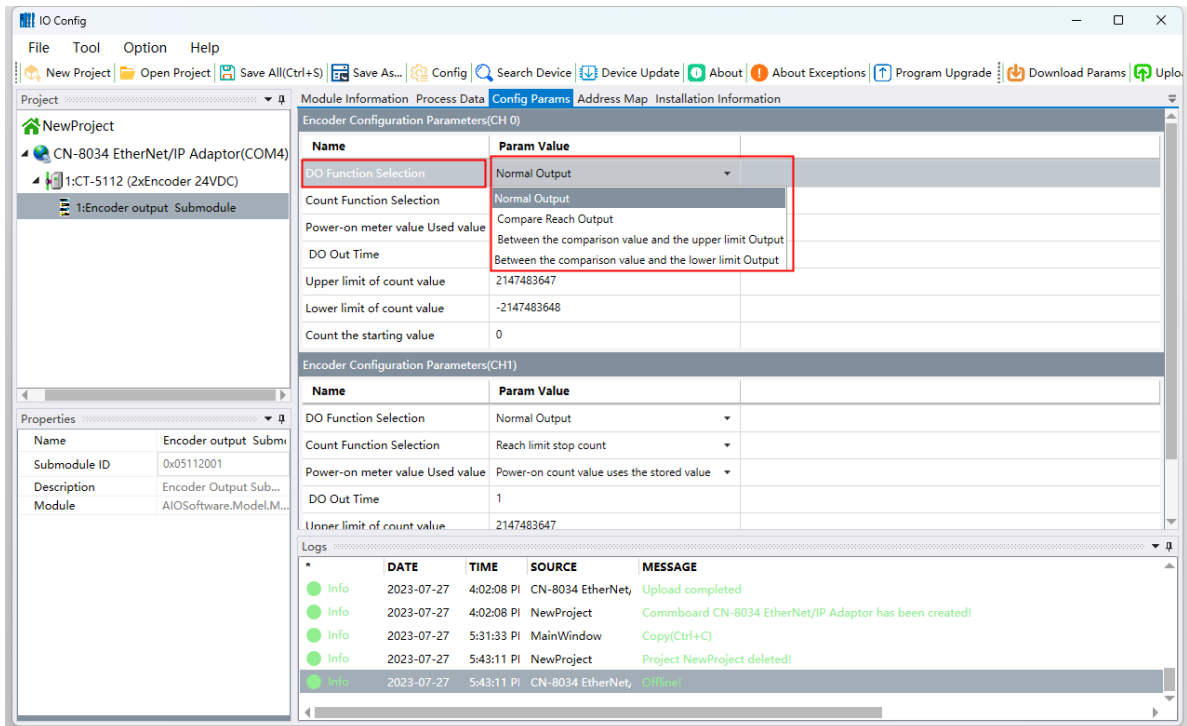 IO Config
File Tool Option Help
New Project Open Project Save All(Ctrl+S) Save As... Config Search Device Device Update About About Exceptions Program Upgrade Download Params Uplo
Project
NewProject
CN-8034 EtherNet/IP Adaptor(COM4)
1:CT-5112 (2xEncoder 24VDC)
1:Encoder output Submodule
Module Information Process Data Config Params Address Map Installation Information
Encoder Configuration Parameters(CH 0)
Name Param Value
DO Function Selection Normal Output
Normal Output
Compare Reach Output
Between the comparison value and the upper limit Output
Between the comparison value and the lower limit Output
Count Function Selection
Power-on meter value Used value
DO Out Time
Upper limit of count value 2147483647
Lower limit of count value -2147483648
Count the starting value 0
Encoder Configuration Parameters(CH1)
Name Param Value
DO Function Selection Normal Output
Count Function Selection Reach limit stop count
Power-on meter value Used value Power-on count value uses the stored value
DO Out Time 1
Upper limit of count value 2147483647
Properties
Name Encoder output Subm
Submodule ID 0x05112001
Description Encoder Output Sub...
Module AIOSoftware.Model.M...
Logs
* DATE TIME SOURCE MESSAGE
Info 2023-07-27 4:02:08 P CN-8034 EtherNet/ Upload completed
Info 2023-07-27 4:02:08 P NewProject Commboard CN-8034 EtherNet/IP Adaptor has been created!
Info 2023-07-27 5:31:33 P MainWindow Copy(Ctrl+C)
Info 2023-07-27 5:43:11 P NewProject Project NewProject deleted!
Info 2023-07-27 5:43:11 P CN-8034 EtherNet/ Offline!